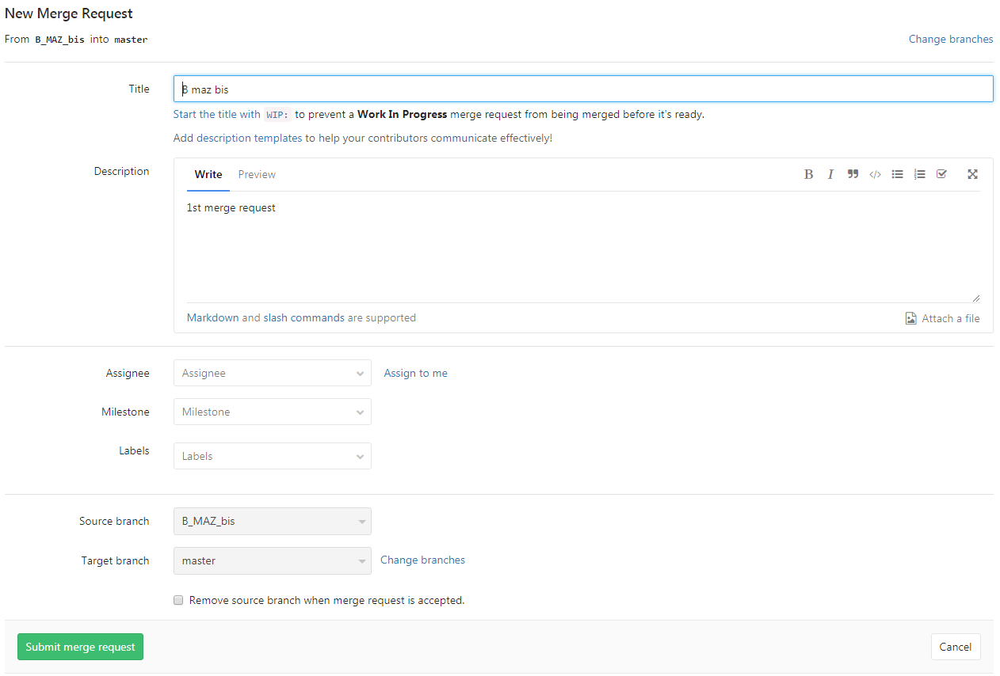 New Merge Request
From B_MAZ_bis into master
Change branches
Title
B maz bis
Start the title with WIP: to prevent a Work In Progress merge request from being merged before it's ready.
Add description templates to help your contributors communicate effectively!
Description
Write Preview
B I
1st merge request
Markdown and slash commands are supported
Attach a file
Assignee
Assignee
Assign to me
Milestone
Milestone
Labels
Labels
Source branch
B_MAZ_bis
Target branch
master
Change branches
Remove source branch when merge request is accepted.
Submit merge request
Cancel